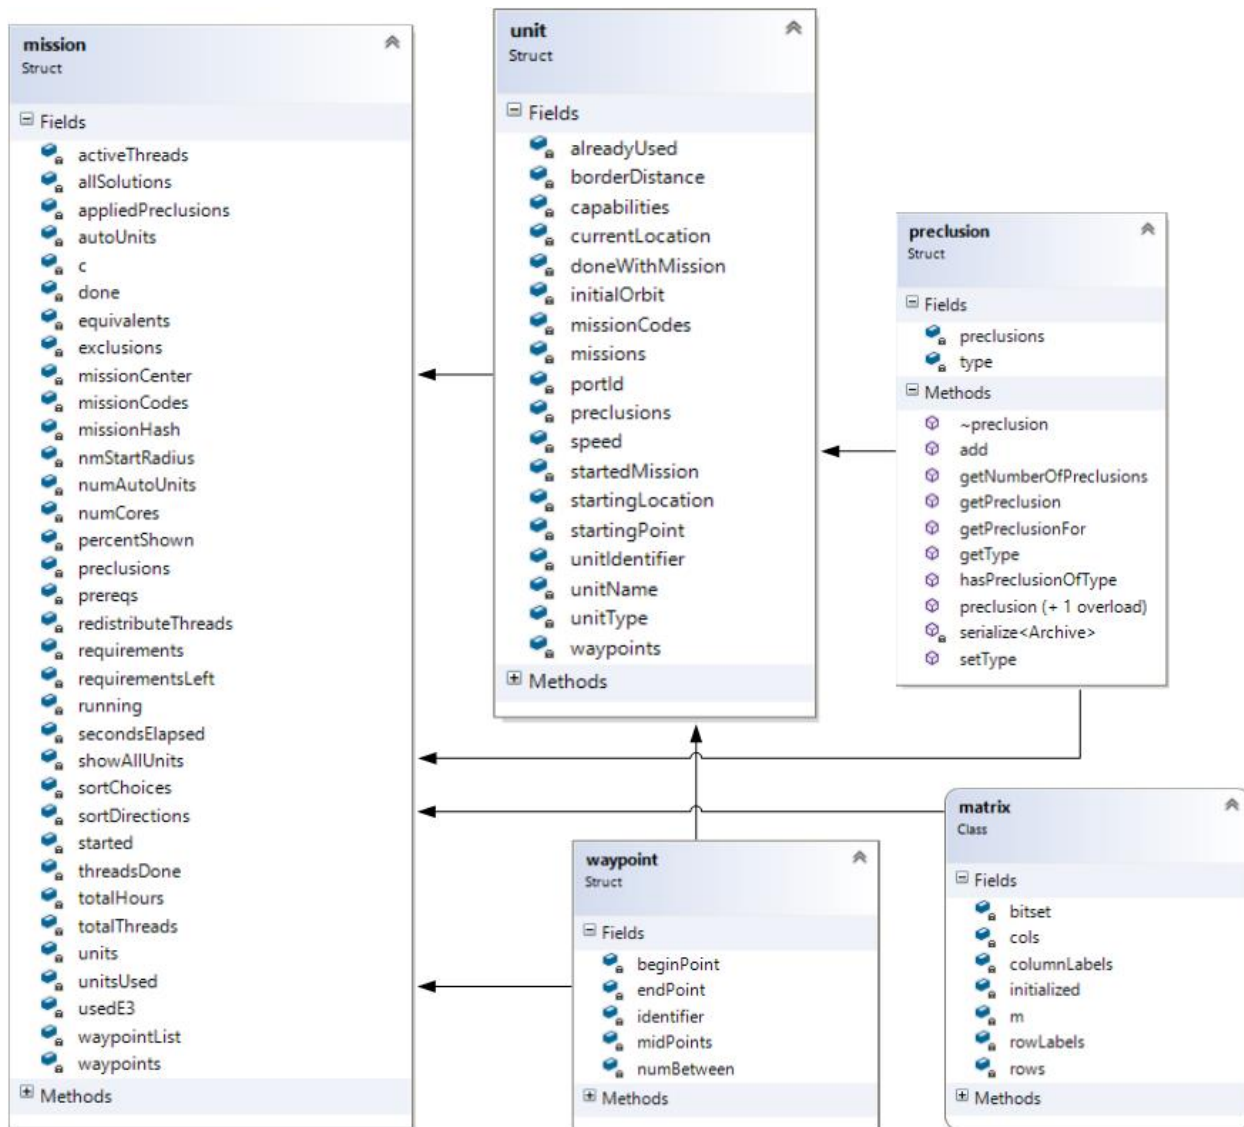 mission
Struct
Fields
activeThreads
allSolutions
appliedPreclusions
autoUnits
c
done
equivalents
exclusions
missionCenter
missionCodes
missionHash
nmStartRadius
numAutoUnits
numCores
percentShown
preclusions
prereqs
redistributeThreads
requirements
requirementsLeft
running
secondsElapsed
showAllUnits
sortChoices
sortDirections
started
threadsDone
totalHours
totalThreads
units
unitsUsed
usedE3
waypointList
waypoints
Methods
unit
Struct
Fields
alreadyUsed
borderDistance
capabilities
currentLocation
doneWithMission
initialOrbit
missionCodes
missions
portId
preclusions
speed
startedMission
startingLocation
startingPoint
unitIdentifier
unitName
unitType
waypoints
Methods
preclusion
Struct
Fields
preclusions
type
Methods
~preclusion
add
getNumberOfPreclusions
getPreclusion
getPreclusionFor
getType
hasPreclusionOfType
preclusion (+ 1 overload)
serialize<Archive>
setType
waypoint
Struct
Fields
beginPoint
endPoint
identifier
midPoints
numBetween
Methods
matrix
Class
Fields
bitset
cols
columnLabels
initialized
m
rowLabels
rows
Methods